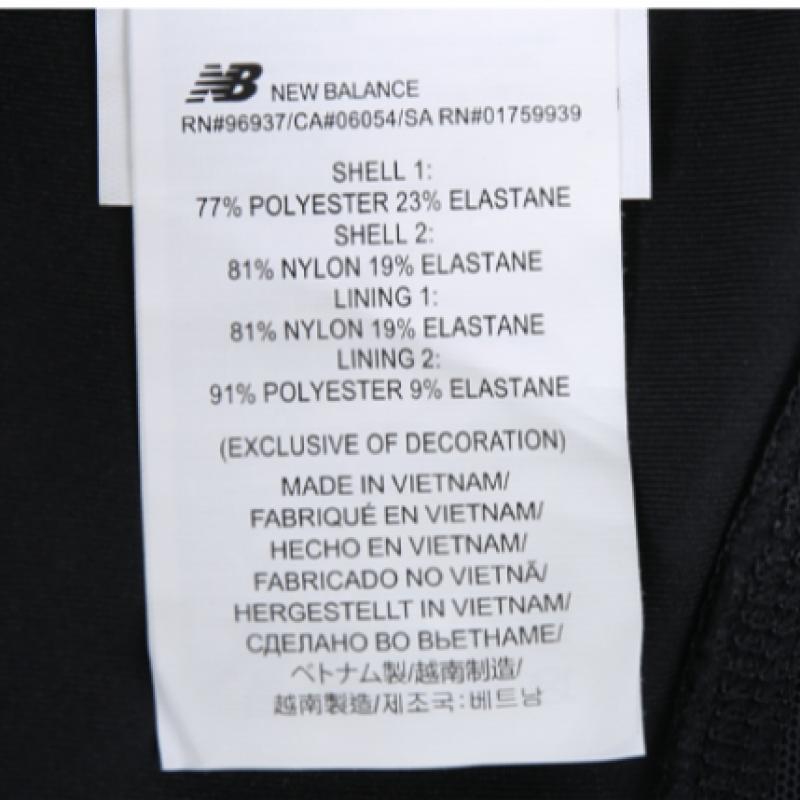 NB NEW BALANCE
RN#96937/CA#06054/SA RN#01759939
SHELL 1:
77% POLYESTER 23% ELASTANE
SHELL 2:
81% NYLON 19% ELASTANE
LINING 1:
81% NYLON 19% ELASTANE
LINING 2:
91% POLYESTER 9% ELASTANE
(EXCLUSIVE OF DECORATION)
MADE IN VIETNAM/
FABRIQUÉ EN VIETNAM/
HECHO EN VIETNAM/
FABRICADO NO VIETNÃ/
HERGESTELLT IN VIETNAM/
СДЕЛАНО ВО ВЬЕТНАМЕ/
ベトナム製/越南制造/
越南製造/제조국:베트남